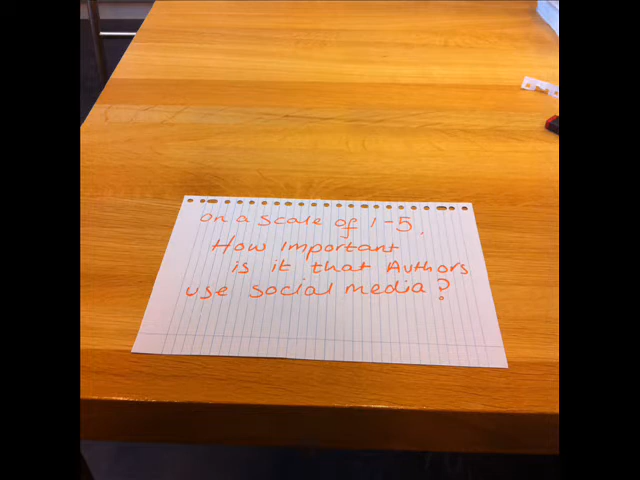 on a scale of 1-5.
How important
is it that Authors
use social media?